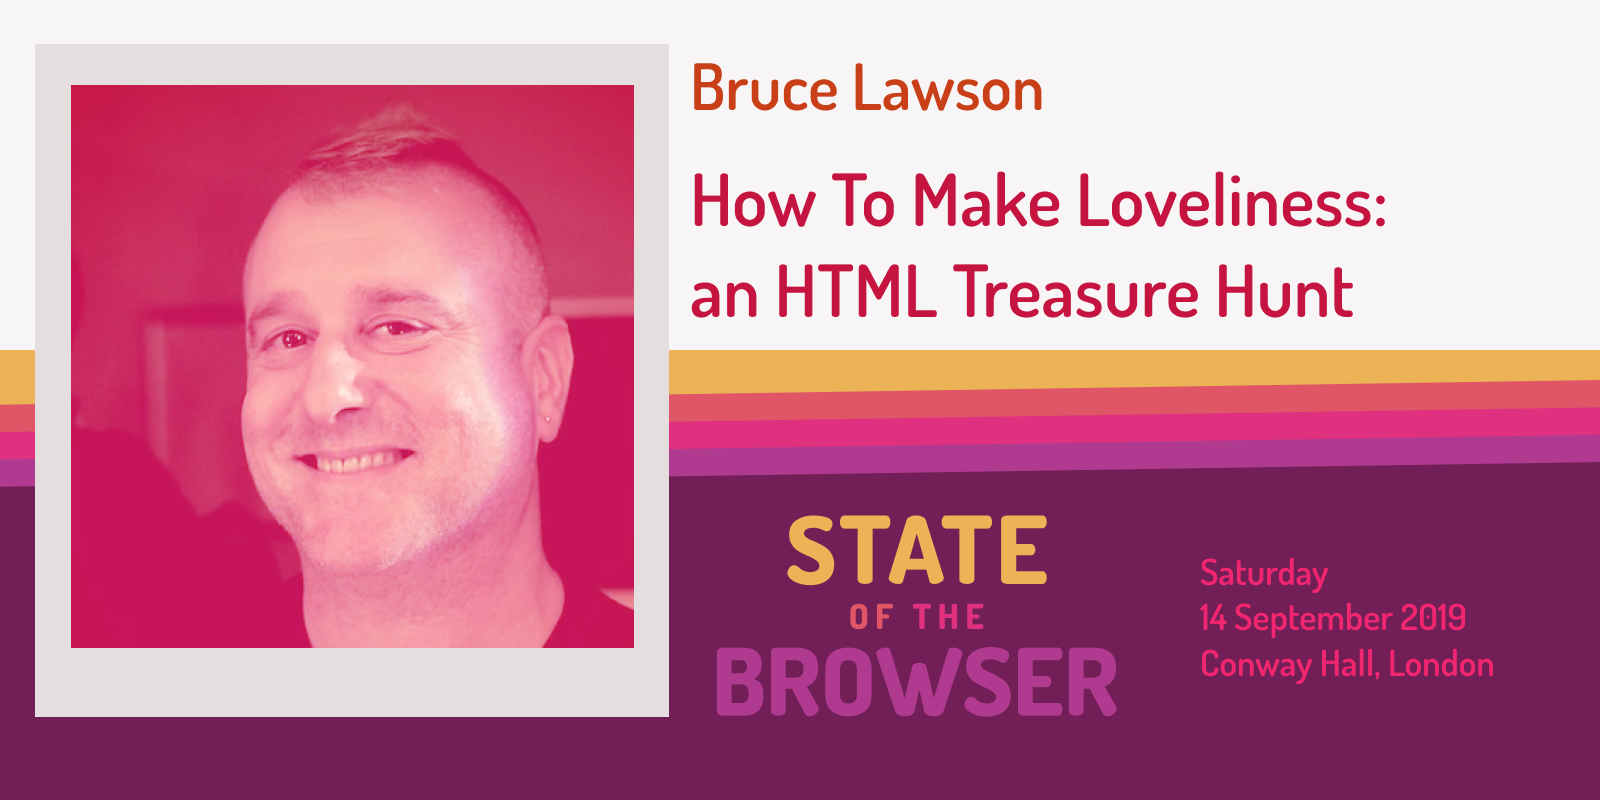 Bruce Lawson
How To Make Loveliness:
an HTML Treasure Hunt
STATE
OF THE
BROWSER
Saturday
14 September 2019
Conway Hall, London